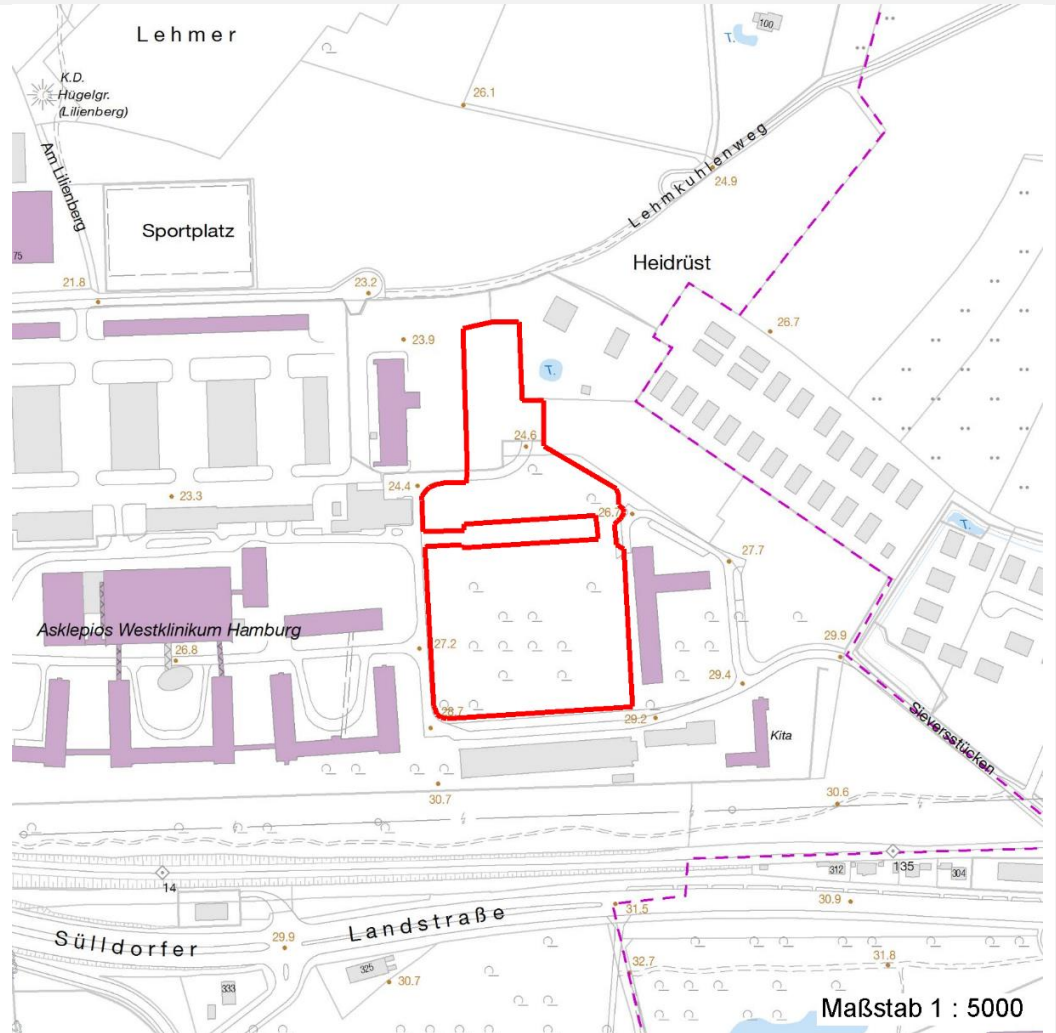 Lehmer
100
T.
K.D.
Hügelgr.
(Lilienberg)
26.1
Am Lilienberg
Lehmkuhlenweg
24.9
75
Sportplatz
Heidrüst
21.8
23.2
23.9
26.7
T.
24.6
24.4
23.3
26.7
T.
27.7
Asklepios Westklinikum Hamburg
26.8
27.2
29.9
29.4
28.7
29.2
Kita
Sieversstücken
30.7
30.6
14
135
312
304
31.5
30.9
Sülldorfer Landstraße
29.9
325
333
30.7
32.7
31.8
Maßstab 1 : 5000